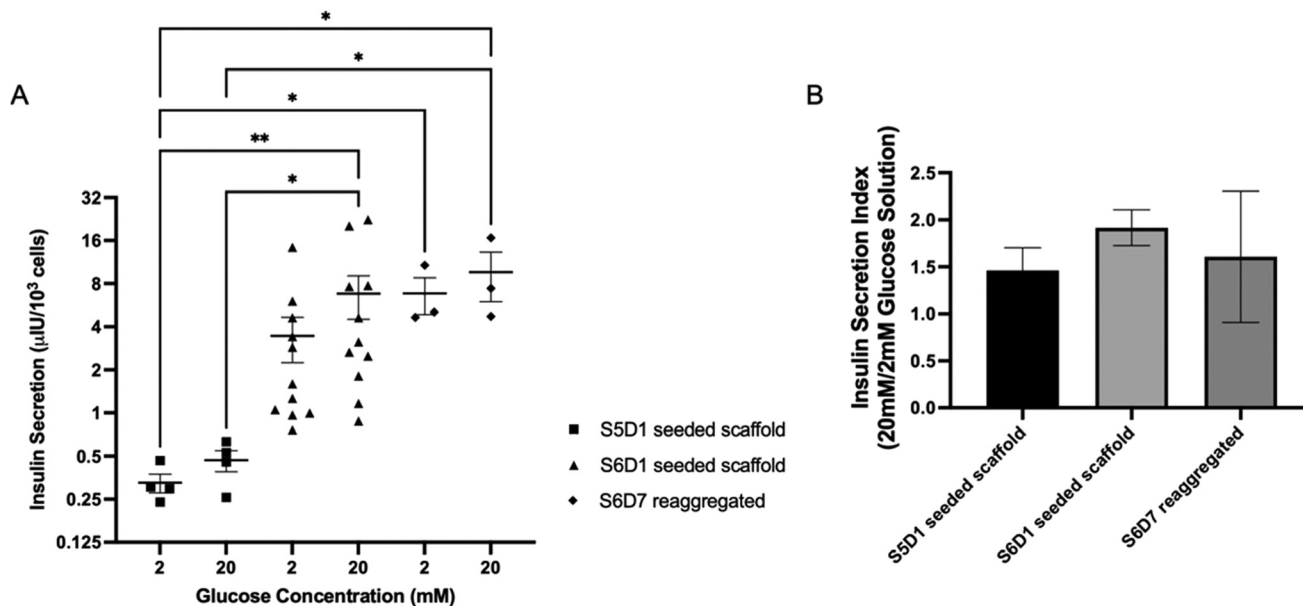 A
*
*
*
**
*
Insulin Secretion (μIU/10³ cells)
32
16
8
4
2
1
0.5
0.25
0.125
2 20 2 20 2 20
Glucose Concentration (mM)
S5D1 seeded scaffold
S6D1 seeded scaffold
S6D7 reaggregated
B
Insulin Secretion Index
(20mM/2mM Glucose Solution)
2.5
2.0
1.5
1.0
0.5
0.0
S5D1 seeded scaffold
S6D1 seeded scaffold
S6D7 reaggregated